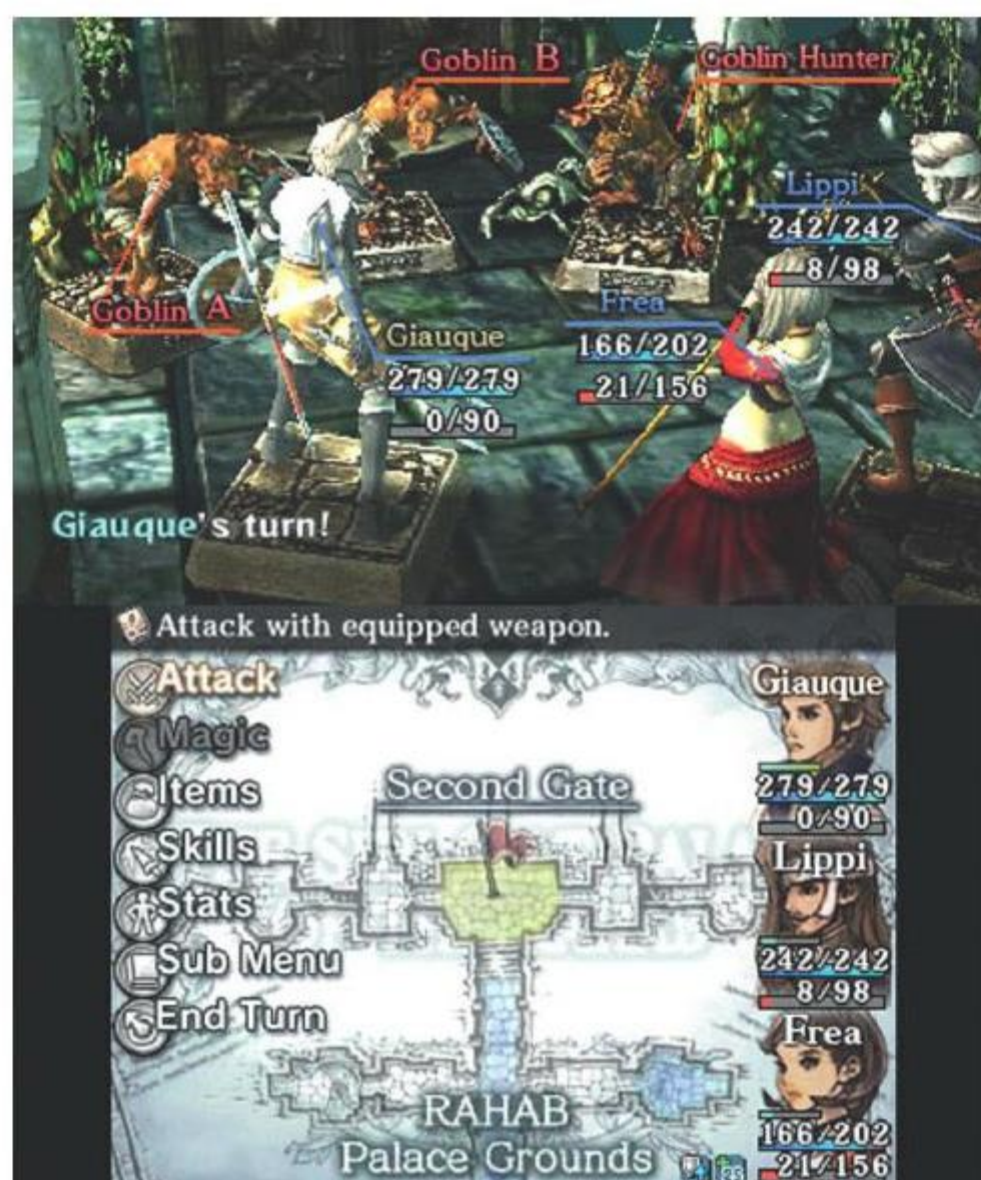 Goblin B
Goblin Hunter
Lippi
242/242
8/98
Goblin A
Frea
166/202
21/156
Giauque
279/279
0/90
Giauque's turn!
Attack with equipped weapon.
Attack
Magic
Items
Skills
Stats
Sub Menu
End Turn
Second Gate
RAHAB
Palace Grounds
Giauque
279/279
0/90
Lippi
242/242
8/98
Frea
166/202
21/156